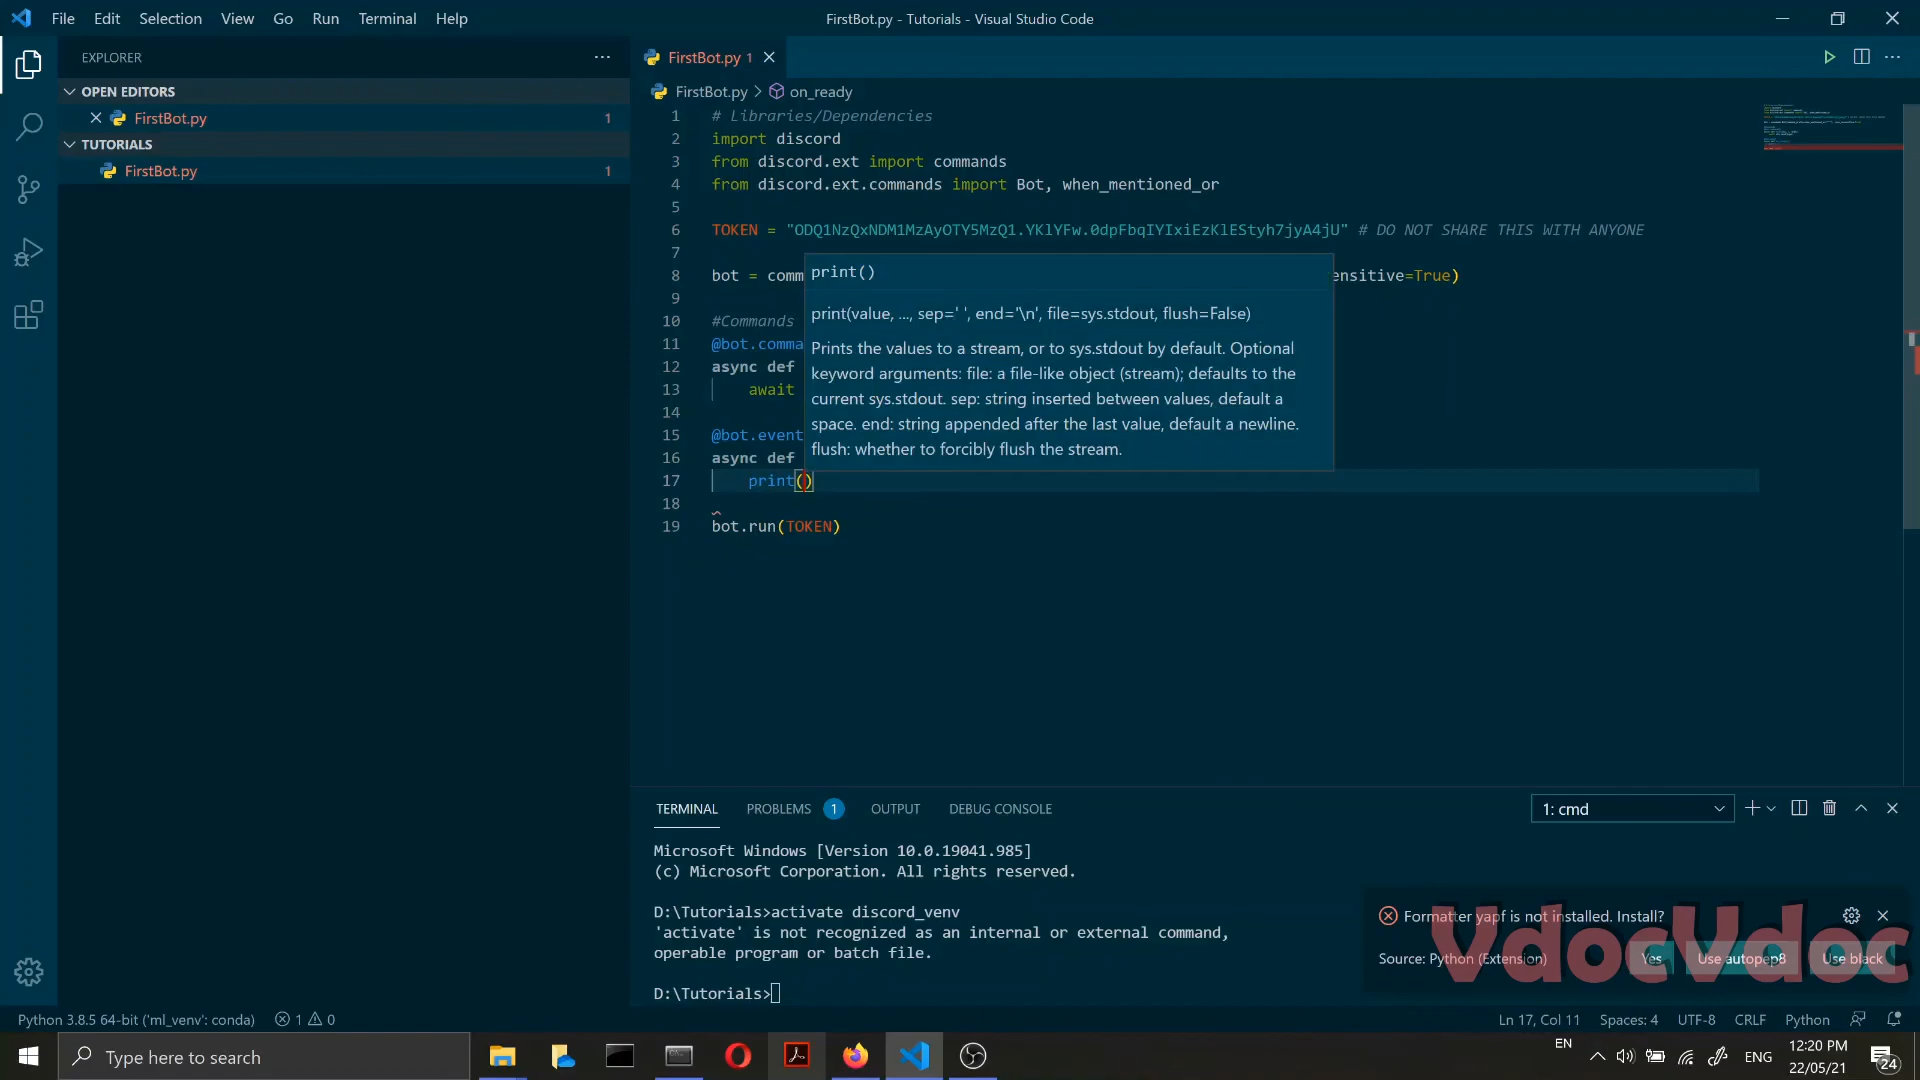 File Edit Selection View Go Run Terminal Help
FirstBot.py - Tutorials - Visual Studio Code
EXPLORER
OPEN EDITORS
FirstBot.py 1
TUTORIALS
FirstBot.py 1
FirstBot.py 1
FirstBot.py > on_ready
1 # Libraries/Dependencies
2 import discord
3 from discord.ext import commands
4 from discord.ext.commands import Bot, when_mentioned_or
5
6 TOKEN = "ODQ1NzQxNDM1MzAyOTY5MzQ1.YKlYFw.0dpFbqIYIxiEzKlEStyh7jyA4jU" # DO NOT SHARE THIS WITH ANYONE
7
8 bot = comm ensitive=True)
9
10 #Commands
11 @bot.comma
12 async def
13 await
14
15 @bot.event
16 async def
17 print()
18
19 bot.run(TOKEN)
print()
print(value, ..., sep=' ', end='\n', file=sys.stdout, flush=False)
Prints the values to a stream, or to sys.stdout by default. Optional
keyword arguments: file: a file-like object (stream); defaults to the
current sys.stdout. sep: string inserted between values, default a
space. end: string appended after the last value, default a newline.
flush: whether to forcibly flush the stream.
TERMINAL PROBLEMS 1 OUTPUT DEBUG CONSOLE
1: cmd
Microsoft Windows [Version 10.0.19041.985]
(c) Microsoft Corporation. All rights reserved.
D:\Tutorials>activate discord_venv
'activate' is not recognized as an internal or external command,
operable program or batch file.
D:\Tutorials>
Formatter yapf is not installed. Install?
Source: Python (Extension) Yes Use autopep8 Use black
VdocVdoc
Python 3.8.5 64-bit ('ml_venv': conda) 1 0
Ln 17, Col 11 Spaces: 4 UTF-8 CRLF Python
Type here to search
EN
ENG
12:20 PM
22/05/21
24